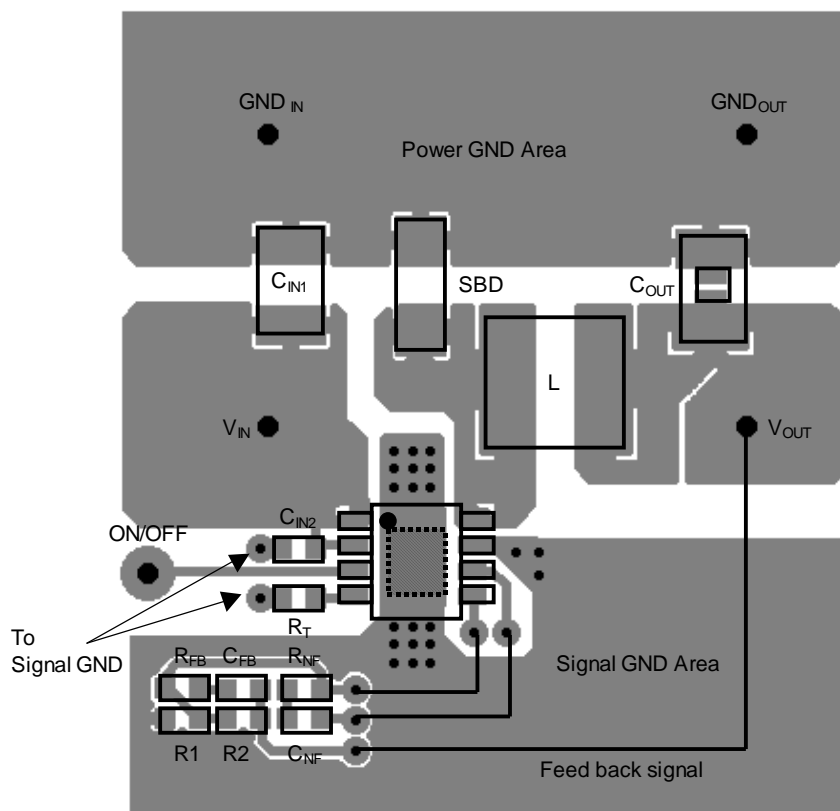 GND IN
GND OUT
Power GND Area
C IN1
SBD
C OUT
L
V IN
V OUT
C IN2
ON/OFF
R T
To
Signal GND
R FB
C FB
R NF
Signal GND Area
R1
R2
C NF
Feed back signal